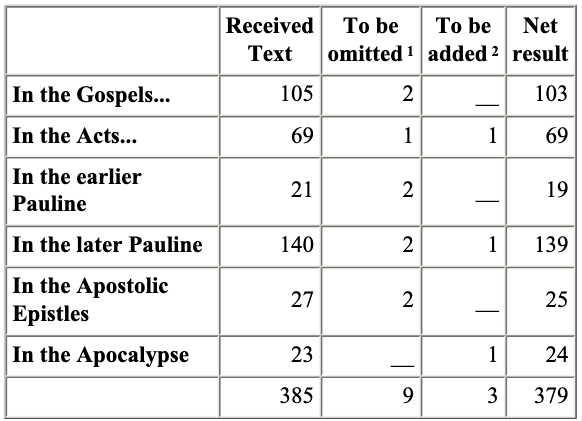 Received Text To be omitted ¹ To be added ² Net result
In the Gospels... 105 2 __ 103
In the Acts... 69 1 1 69
In the earlier Pauline 21 2 __ 19
In the later Pauline 140 2 1 139
In the Apostolic Epistles 27 2 __ 25
In the Apocalypse 23 __ 1 24
385 9 3 379